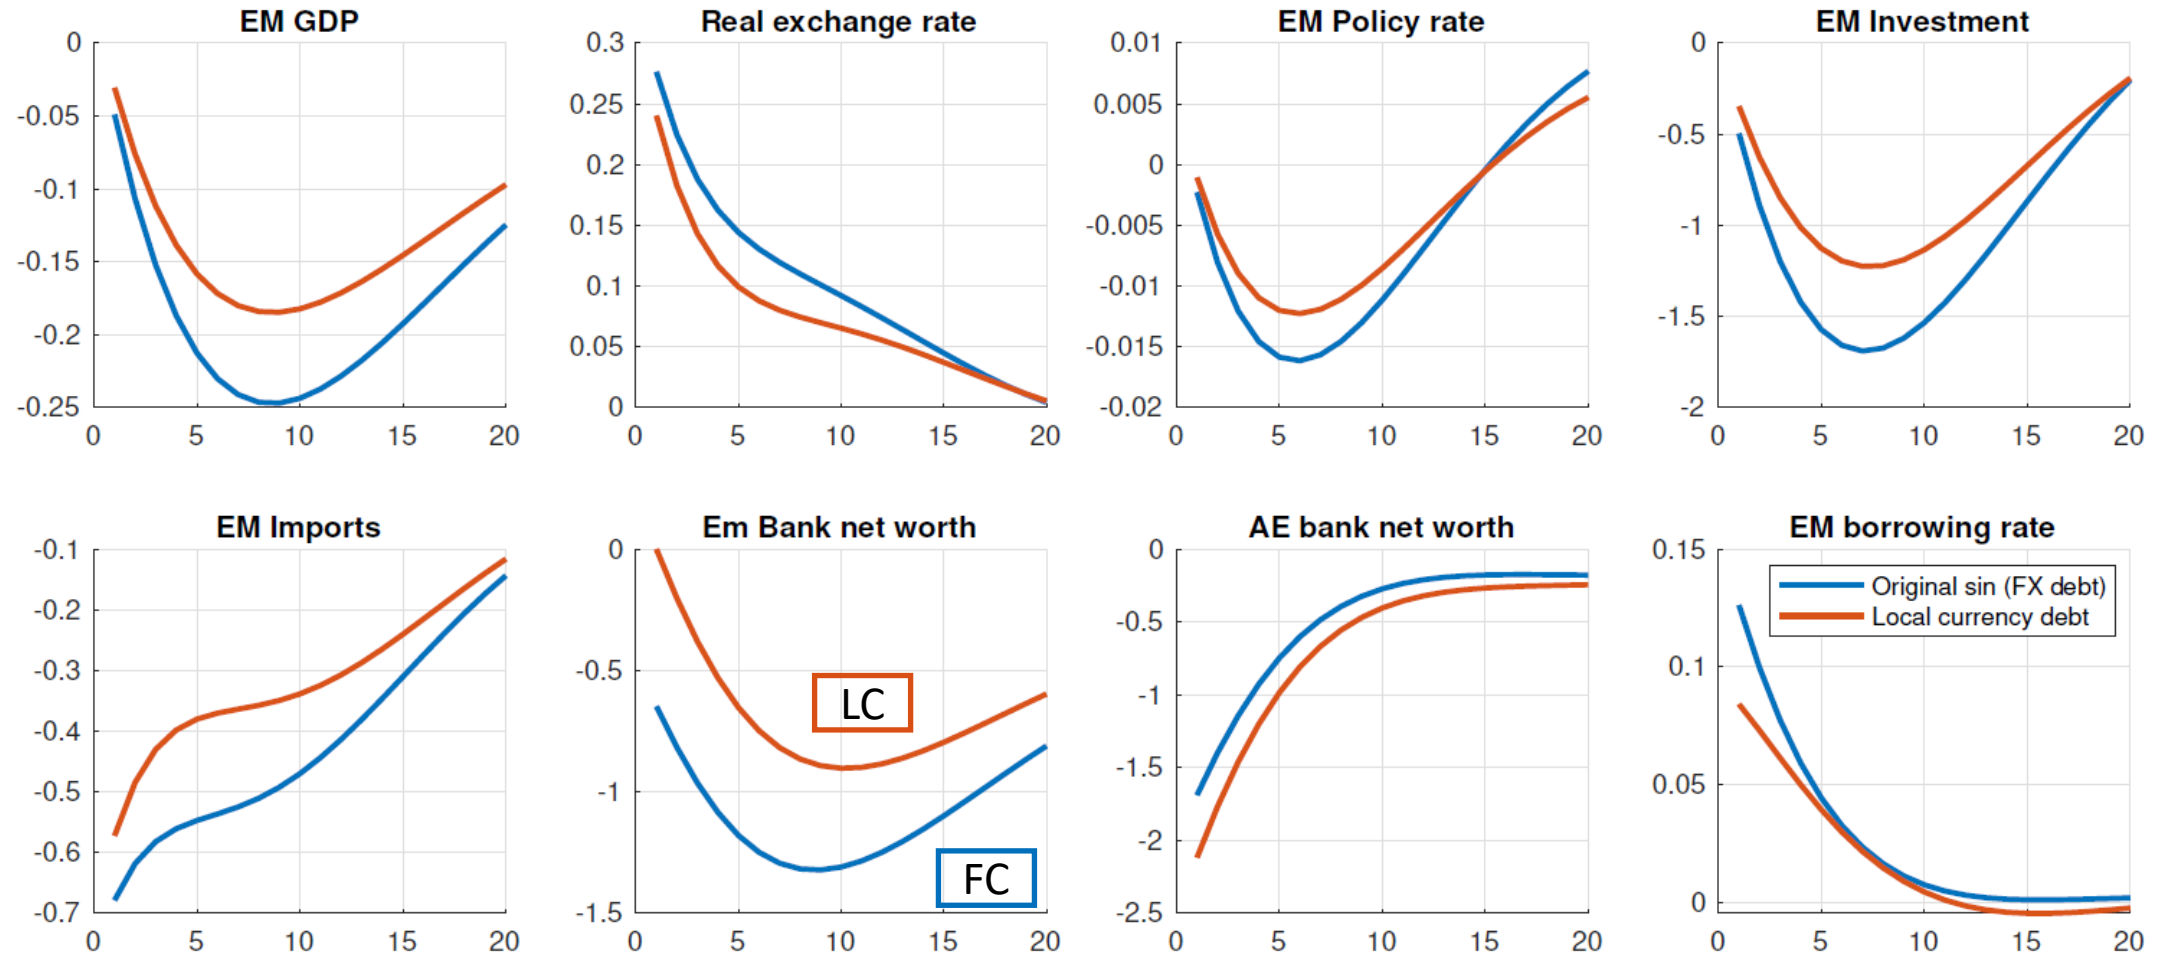 EM GDP
0
-0.05
-0.1
-0.15
-0.2
-0.25
0 5 10 15 20
Real exchange rate
0.3
0.25
0.2
0.15
0.1
0.05
0
0 5 10 15 20
EM Policy rate
0.01
0.005
0
-0.005
-0.01
-0.015
-0.02
0 5 10 15 20
EM Investment
0
-0.5
-1
-1.5
-2
0 5 10 15 20
EM Imports
-0.1
-0.2
-0.3
-0.4
-0.5
-0.6
-0.7
0 5 10 15 20
Em Bank net worth
0
-0.5
-1
-1.5
LC
FC
0 5 10 15 20
AE bank net worth
0
-0.5
-1
-1.5
-2
-2.5
0 5 10 15 20
EM borrowing rate
0.15
0.1
0.05
0
Original sin (FX debt)
Local currency debt
0 5 10 15 20